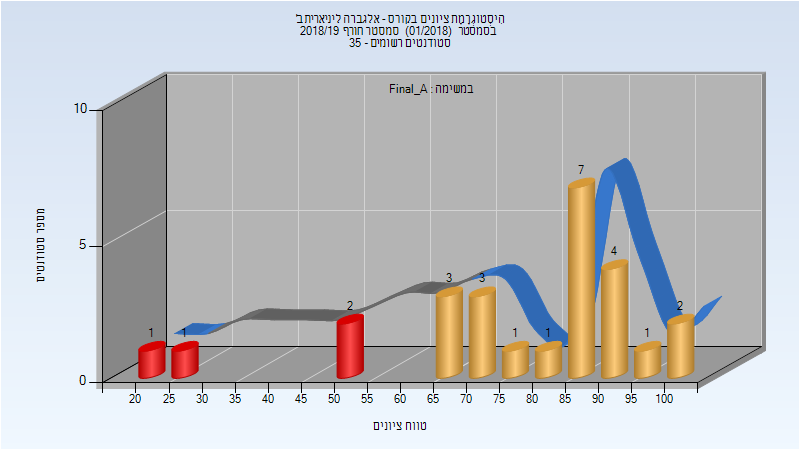 היסטוגרמת ציונים בקורס - אלגברה ליניארית ב'
בסמסטר (01/2018) סמסטר חורף 2018/19
סטודנטים רשומים - 35
במשימה : Final_A
מספר סטודנטים
10
5
0
1
1
2
3
3
1
1
7
4
1
2
20 25 30 35 40 45 50 55 60 65 70 75 80 85 90 95 100
טווח ציונים